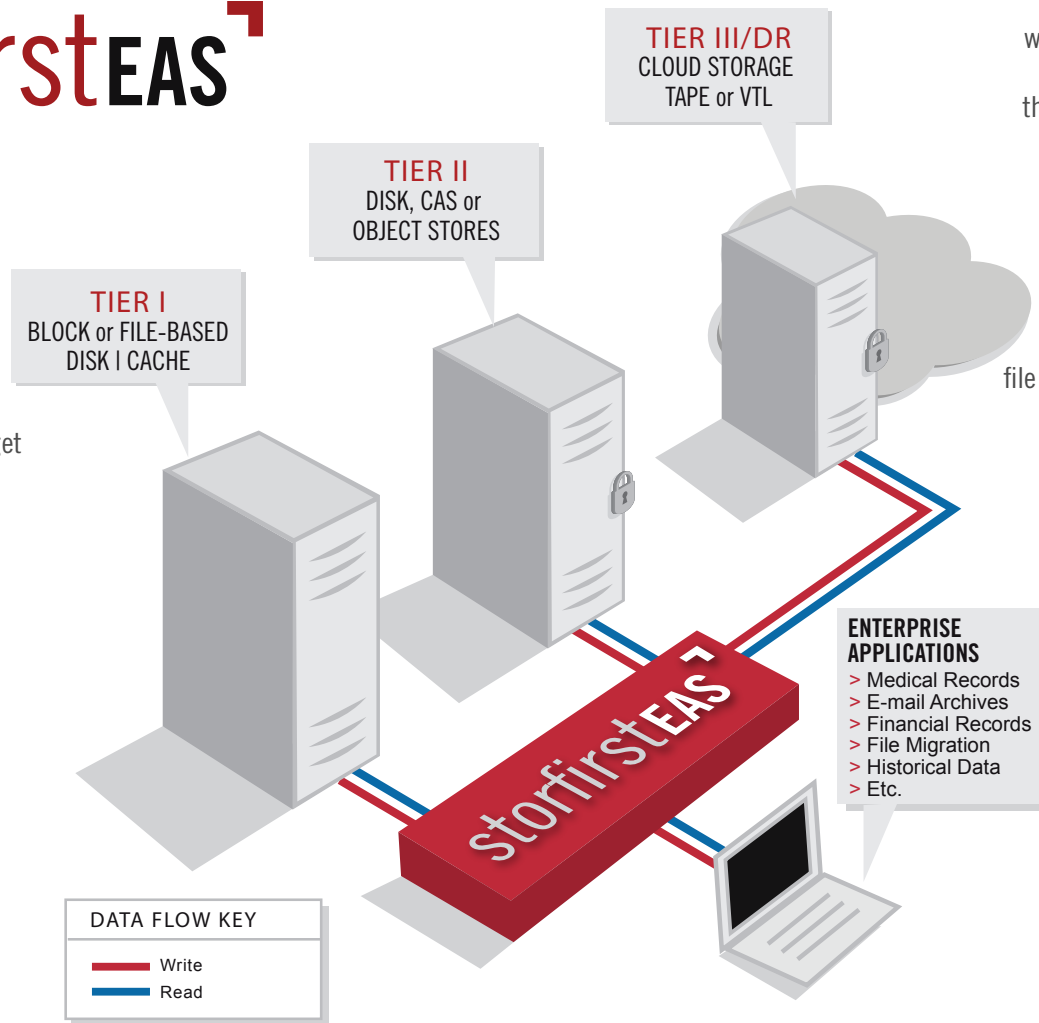 rstEAS
TIER III/DR
CLOUD STORAGE
TAPE or VTL
TIER II
DISK, CAS or
OBJECT STORES
TIER I
BLOCK or FILE-BASED
DISK | CACHE
file
ENTERPRISE
APPLICATIONS
> Medical Records
> E-mail Archives
> Financial Records
> File Migration
> Historical Data
> Etc.
storfirstEAS
DATA FLOW KEY
Write
Read